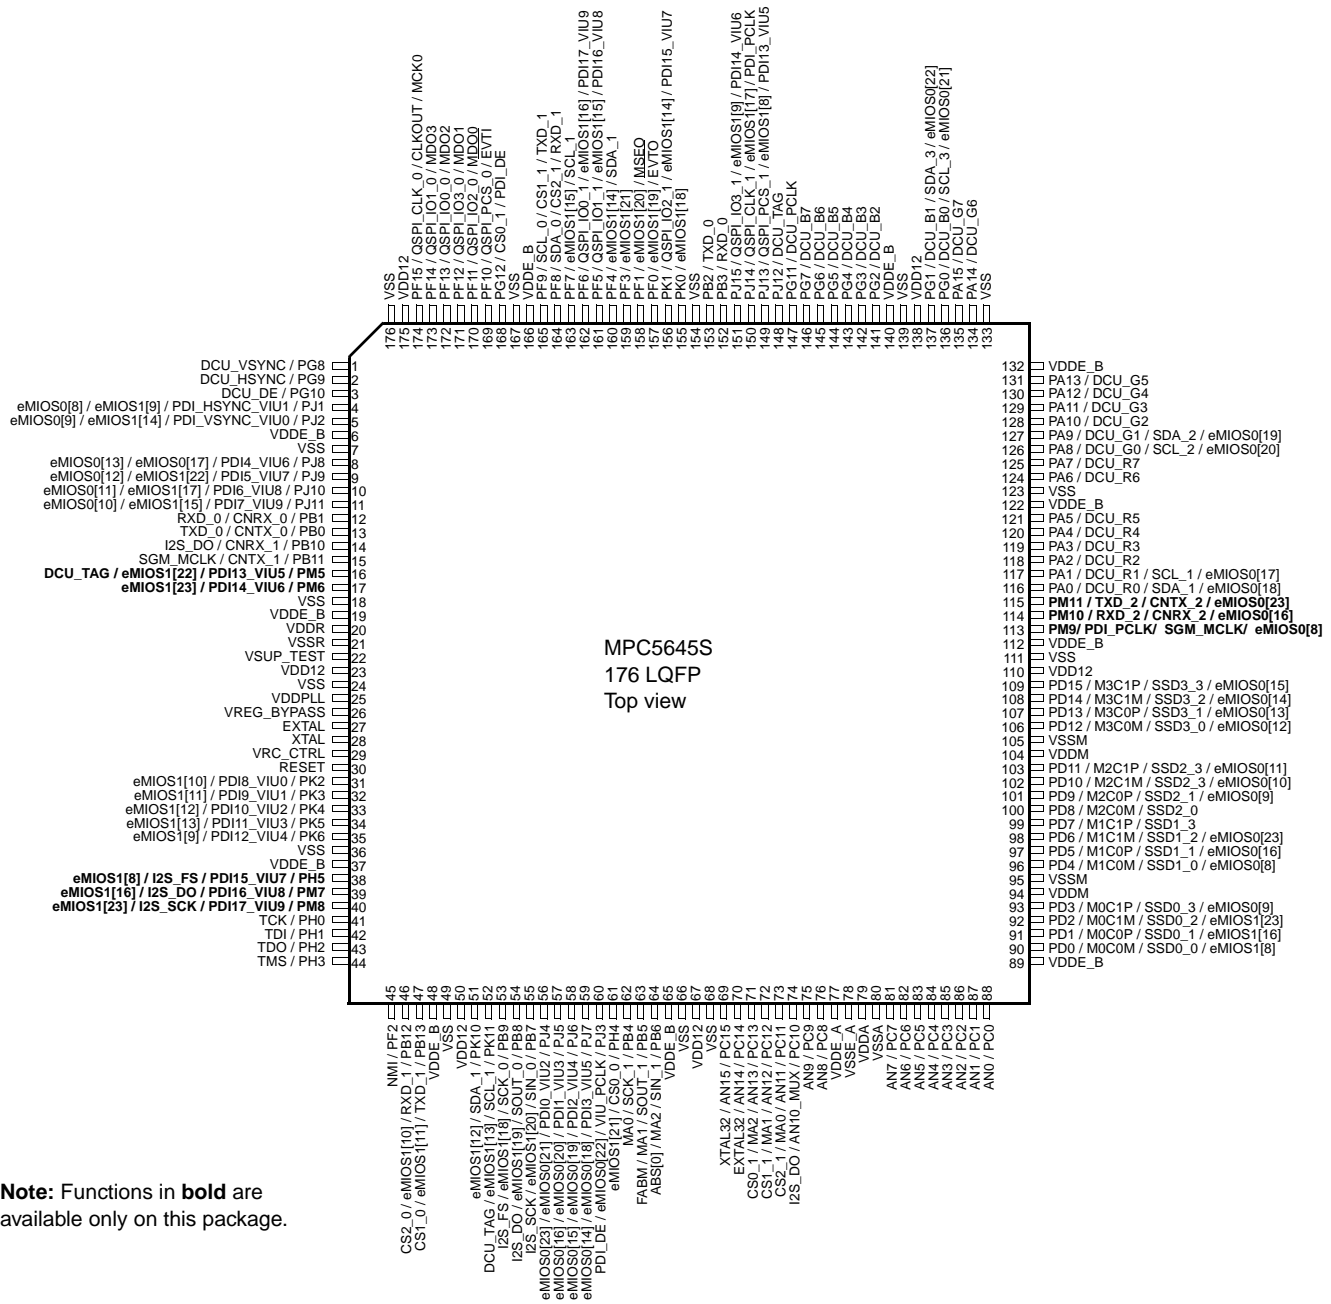 VSS
VDD12
PF15 / QSPI_CLK_0 / CLKOUT / MCK0
PF14 / QSPI_IO1_0 / MDO3
PF13 / QSPI_IO0_0 / MDO2
PF12 / QSPI_IO3_0 / MDO1
PF11 / QSPI_IO2_0 / MDO0
PF10 / QSPI_PCS_0 / EVTI
PG12 / CS0_1 / PDI_DE
VSS
VDDE_B
PF9 / SCL_0 / CS1_1 / TXD_1
PF8 / SDA_0 / CS2_1 / RXD_1
PF7 / eMIOS1[15] / SCL_1
PF6 / QSPI_IO0_1 / eMIOS1[16] / PDI17_VIU9
PF5 / QSPI_IO1_1 / eMIOS1[15] / PDI16_VIU8
PF4 / eMIOS1[14] / SDA_1
PF3 / eMIOS1[21]
PF1 / eMIOS1[20] / MSEO
PF0 / eMIOS1[19] / EVTO
PK1 / QSPI_IO2_1 / eMIOS1[14] / PDI15_VIU7
PK0 / eMIOS1[18]
VSS
PB2 / TXD_0
PB3 / RXD_0
PJ15 / QSPI_IO3_1 / eMIOS1[9] / PDI14_VIU6
PJ14 / QSPI_CLK_1 / eMIOS1[17] / PDI_PCLK
PJ13 / QSPI_PCS_1 / eMIOS1[8] / PDI13_VIU5
PJ12 / DCU_TAG
PG11 / DCU_PCLK
PG7 / DCU_B7
PG6 / DCU_B6
PG5 / DCU_B5
PG4 / DCU_B4
PG3 / DCU_B3
PG2 / DCU_B2
VDDE_B
VSS
VDD12
PG1 / DCU_B1 / SDA_3 / eMIOS0[22]
PG0 / DCU_B0 / SCL_3 / eMIOS0[21]
PA15 / DCU_G7
PA14 / DCU_G6
VSS
176 175 174 173 172 171 170 169 168 167 166 165 164 163 162 161 160 159 158 157 156 155 154 153 152 151 150 149 148 147 146 145 144 143 142 141 140 139 138 137 136 135 134 133
DCU_VSYNC / PG8 1
DCU_HSYNC / PG9 2
DCU_DE / PG10 3
eMIOS0[8] / eMIOS1[9] / PDI_HSYNC_VIU1 / PJ1 4
eMIOS0[9] / eMIOS1[14] / PDI_VSYNC_VIU0 / PJ2 5
VDDE_B 6
VSS 7
eMIOS0[13] / eMIOS0[17] / PDI4_VIU6 / PJ8 8
eMIOS0[12] / eMIOS1[22] / PDI5_VIU7 / PJ9 9
eMIOS0[11] / eMIOS1[17] / PDI6_VIU8 / PJ10 10
eMIOS0[10] / eMIOS1[15] / PDI7_VIU9 / PJ11 11
RXD_0 / CNRX_0 / PB1 12
TXD_0 / CNTX_0 / PB0 13
I2S_DO / CNRX_1 / PB10 14
SGM_MCLK / CNTX_1 / PB11 15
DCU_TAG / eMIOS1[22] / PDI13_VIU5 / PM5 16
eMIOS1[23] / PDI14_VIU6 / PM6 17
VSS 18
VDDE_B 19
VDDR 20
VSSR 21
VSUP_TEST 22
VDD12 23
VSS 24
VDDPLL 25
VREG_BYPASS 26
EXTAL 27
XTAL 28
VRC_CTRL 29
RESET 30
eMIOS1[10] / PDI8_VIU0 / PK2 31
eMIOS1[11] / PDI9_VIU1 / PK3 32
eMIOS1[12] / PDI10_VIU2 / PK4 33
eMIOS1[13] / PDI11_VIU3 / PK5 34
eMIOS1[9] / PDI12_VIU4 / PK6 35
VSS 36
VDDE_B 37
eMIOS1[8] / I2S_FS / PDI15_VIU7 / PH5 38
eMIOS1[16] / I2S_DO / PDI16_VIU8 / PM7 39
eMIOS1[23] / I2S_SCK / PDI17_VIU9 / PM8 40
TCK / PH0 41
TDI / PH1 42
TDO / PH2 43
TMS / PH3 44
MPC5645S
176 LQFP
Top view
132 VDDE_B
131 PA13 / DCU_G5
130 PA12 / DCU_G4
129 PA11 / DCU_G3
128 PA10 / DCU_G2
127 PA9 / DCU_G1 / SDA_2 / eMIOS0[19]
126 PA8 / DCU_G0 / SCL_2 / eMIOS0[20]
125 PA7 / DCU_R7
124 PA6 / DCU_R6
123 VSS
122 VDDE_B
121 PA5 / DCU_R5
120 PA4 / DCU_R4
119 PA3 / DCU_R3
118 PA2 / DCU_R2
117 PA1 / DCU_R1 / SCL_1 / eMIOS0[17]
116 PA0 / DCU_R0 / SDA_1 / eMIOS0[18]
115 PM11 / TXD_2 / CNTX_2 / eMIOS0[23]
114 PM10 / RXD_2 / CNRX_2 / eMIOS0[16]
113 PM9/ PDI_PCLK/ SGM_MCLK/ eMIOS0[8]
112 VDDE_B
111 VSS
110 VDD12
109 PD15 / M3C1P / SSD3_3 / eMIOS0[15]
108 PD14 / M3C1M / SSD3_2 / eMIOS0[14]
107 PD13 / M3C0P / SSD3_1 / eMIOS0[13]
106 PD12 / M3C0M / SSD3_0 / eMIOS0[12]
105 VSSM
104 VDDM
103 PD11 / M2C1P / SSD2_3 / eMIOS0[11]
102 PD10 / M2C1M / SSD2_3 / eMIOS0[10]
101 PD9 / M2C0P / SSD2_1 / eMIOS0[9]
100 PD8 / M2C0M / SSD2_0
99 PD7 / M1C1P / SSD1_3
98 PD6 / M1C1M / SSD1_2 / eMIOS0[23]
97 PD5 / M1C0P / SSD1_1 / eMIOS0[16]
96 PD4 / M1C0M / SSD1_0 / eMIOS0[8]
95 VSSM
94 VDDM
93 PD3 / M0C1P / SSD0_3 / eMIOS0[9]
92 PD2 / M0C1M / SSD0_2 / eMIOS1[23]
91 PD1 / M0C0P / SSD0_1 / eMIOS1[16]
90 PD0 / M0C0M / SSD0_0 / eMIOS1[8]
89 VDDE_B
45 46 47 48 49 50 51 52 53 54 55 56 57 58 59 60 61 62 63 64 65 66 67 68 69 70 71 72 73 74 75 76 77 78 79 80 81 82 83 84 85 86 87 88
NMI / PF2
CS2_0 / eMIOS1[10] / RXD_1 / PB12
CS1_0 / eMIOS1[11] / TXD_1 / PB13
VDDE_B
VSS
VDD12
eMIOS1[12] / SDA_1 / PK10
DCU_TAG / eMIOS1[13] / SCL_1 / PK11
I2S_FS / eMIOS1[18] / SCK_0 / PB9
I2S_DO / eMIOS1[19] / SOUT_0 / PB8
I2S_SCK / eMIOS1[20] / SIN_0 / PB7
eMIOS0[23] / eMIOS0[21] / PDI0_VIU2 / PJ4
eMIOS0[16] / eMIOS0[20] / PDI1_VIU3 / PJ5
eMIOS0[15] / eMIOS0[19] / PDI2_VIU4 / PJ6
eMIOS0[14] / eMIOS0[18] / PDI3_VIU5 / PJ7
PDI_DE / eMIOS0[22] / VIU_PCLK / PJ3
eMIOS1[21] / CS0_0 / PH4
MA0 / SCK_1 / PB4
FABM / MA1 / SOUT_1 / PB5
ABS[0] / MA2 / SIN_1 / PB6
VDDE_B
VSS
VDD12
VSS
XTAL32 / AN15 / PC15
EXTAL32 / AN14 / PC14
CS0_1 / MA2 / AN13 / PC13
CS1_1 / MA1 / AN12 / PC12
CS2_1 / MA0 / AN11 / PC11
I2S_DO / AN10_MUX / PC10
AN9 / PC9
AN8 / PC8
VDDE_A
VSSE_A
VDDA
VSSA
AN7 / PC7
AN6 / PC6
AN5 / PC5
AN4 / PC4
AN3 / PC3
AN2 / PC2
AN1 / PC1
AN0 / PC0
Note: Functions in bold are
available only on this package.